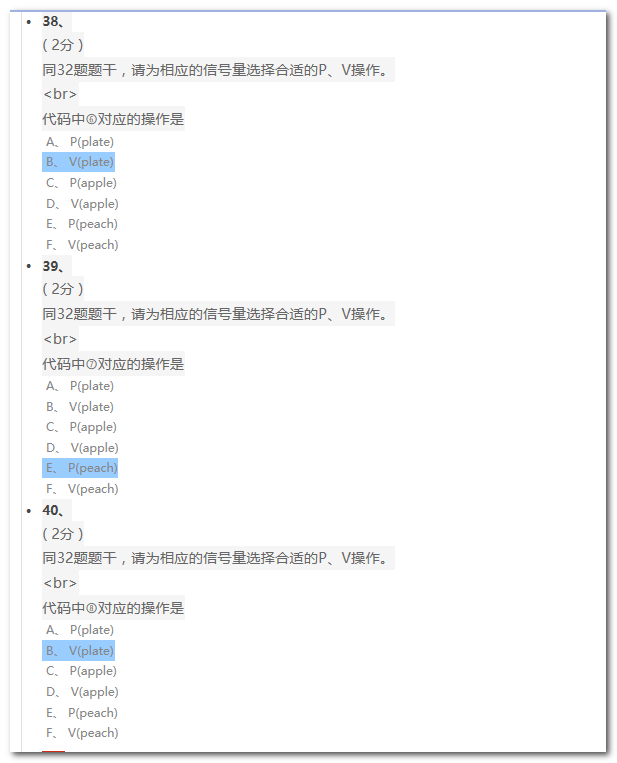 38、
( 2分 )
同32题题干，请为相应的信号量选择合适的P、V操作。
<br>
代码中⑥对应的操作是
A、 P(plate)
B、 V(plate)
C、 P(apple)
D、 V(apple)
E、 P(peach)
F、 V(peach)
39、
( 2分 )
同32题题干，请为相应的信号量选择合适的P、V操作。
<br>
代码中⑦对应的操作是
A、 P(plate)
B、 V(plate)
C、 P(apple)
D、 V(apple)
E、 P(peach)
F、 V(peach)
40、
( 2分 )
同32题题干，请为相应的信号量选择合适的P、V操作。
<br>
代码中⑧对应的操作是
A、 P(plate)
B、 V(plate)
C、 P(apple)
D、 V(apple)
E、 P(peach)
F、 V(peach)